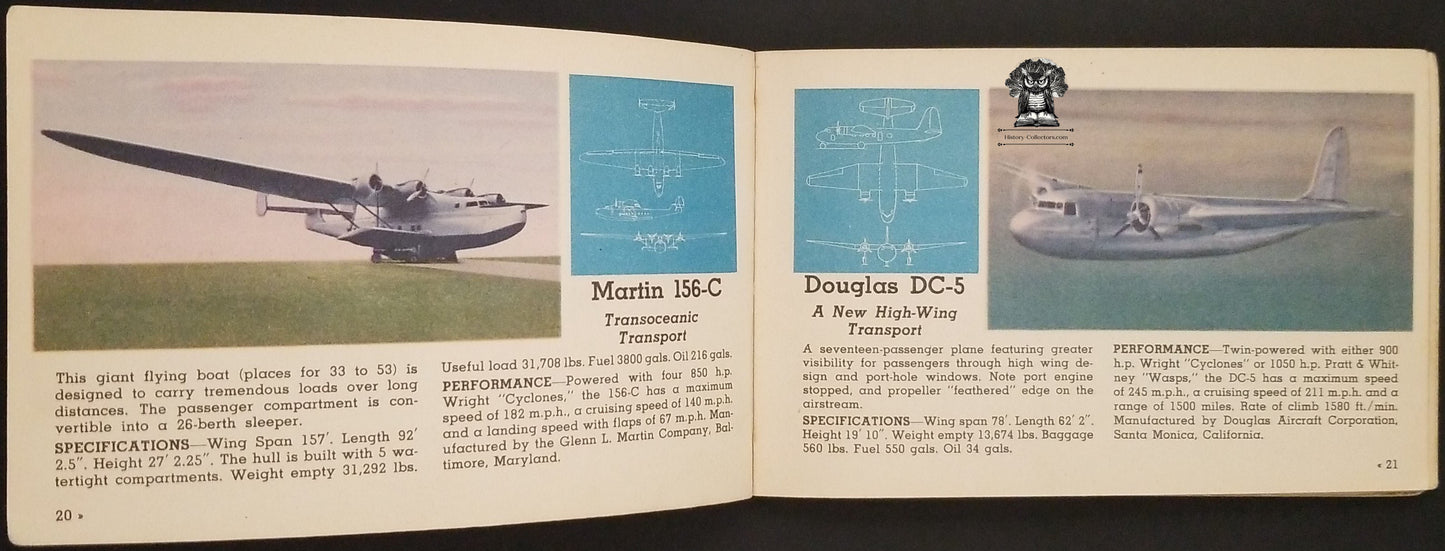 Martin 156-C
Transoceanic
Transport
This giant flying boat (places for 33 to 53) is
designed to carry tremendous loads over long
distances. The passenger compartment is con-
vertible into a 26-berth sleeper.
SPECIFICATIONS—Wing Span 157'. Length 92'
2.5". Height 27' 2.25". The hull is built with 5 wa-
tertight compartments. Weight empty 31,292 lbs.
Useful load 31,708 lbs. Fuel 3800 gals. Oil 216 gals.
PERFORMANCE—Powered with four 850 h.p.
Wright "Cyclones," the 156-C has a maximum
speed of 182 m.p.h., a cruising speed of 140 m.p.h.
and a landing speed with flaps of 67 m.p.h. Man-
ufactured by the Glenn L. Martin Company, Bal-
timore, Maryland.
20 »
History-Collectors.com
Douglas DC-5
A New High-Wing
Transport
A seventeen-passenger plane featuring greater
visibility for passengers through high wing de-
sign and port-hole windows. Note port engine
stopped, and propeller "feathered" edge on the
airstream.
SPECIFICATIONS—Wing span 78'. Length 62' 2".
Height 19' 10". Weight empty 13,674 lbs. Baggage
560 lbs. Fuel 550 gals. Oil 34 gals.
PERFORMANCE—Twin-powered with either 900
h.p. Wright "Cyclones" or 1050 h.p. Pratt & Whit-
ney "Wasps," the DC-5 has a maximum speed
of 245 m.p.h., a cruising speed of 211 m.p.h. and a
range of 1500 miles. Rate of climb 1580 ft./min.
Manufactured by Douglas Aircraft Corporation,
Santa Monica, California.
« 21